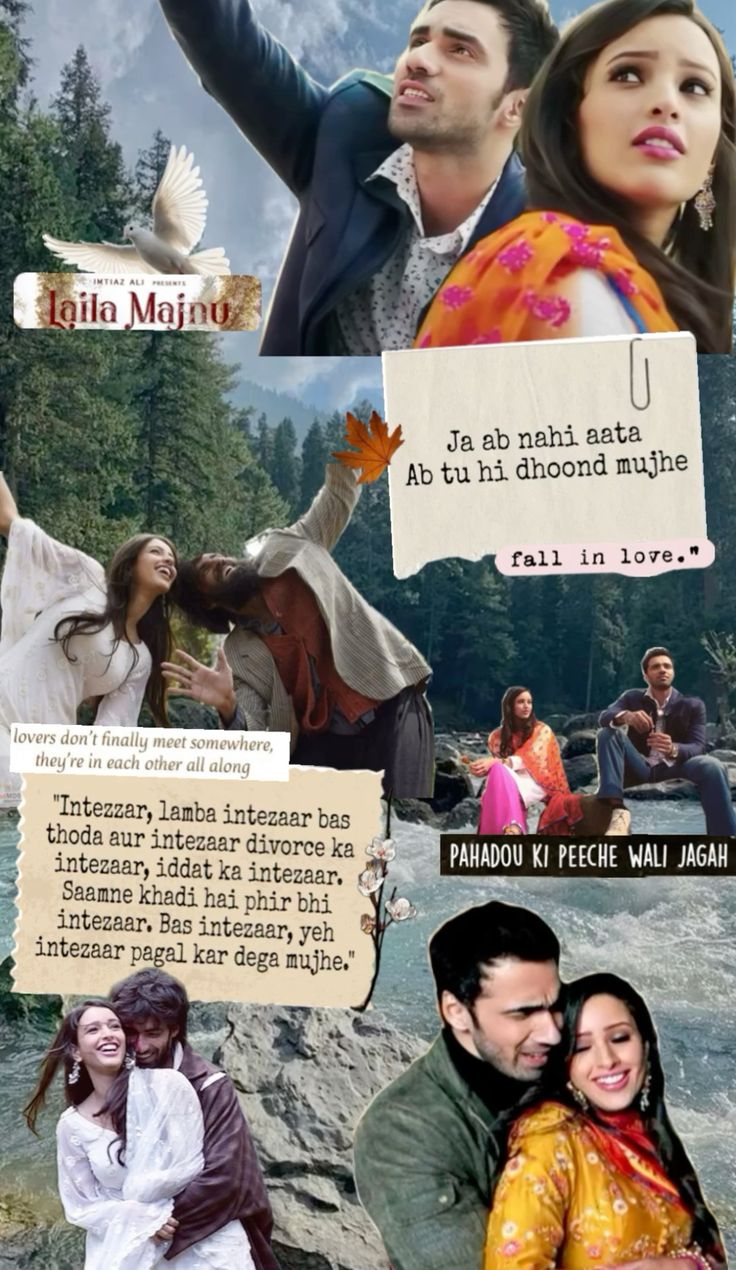 IMTIAZ ALI PRESENTS
Laila Majnu
Ja ab nahi aata
Ab tu hi dhoond mujhe
fall in love."
lovers don't finally meet somewhere,
they're in each other all along
"Intezzar, lamba intezaar bas
thoda aur intezaar divorce ka
intezaar, iddat ka intezaar.
Saamne khadi hai phir bhi
intezaar. Bas intezaar, yeh
intezaar pagal kar dega mujhe."
PAHADOU KI PEECHE WALI JAGAH